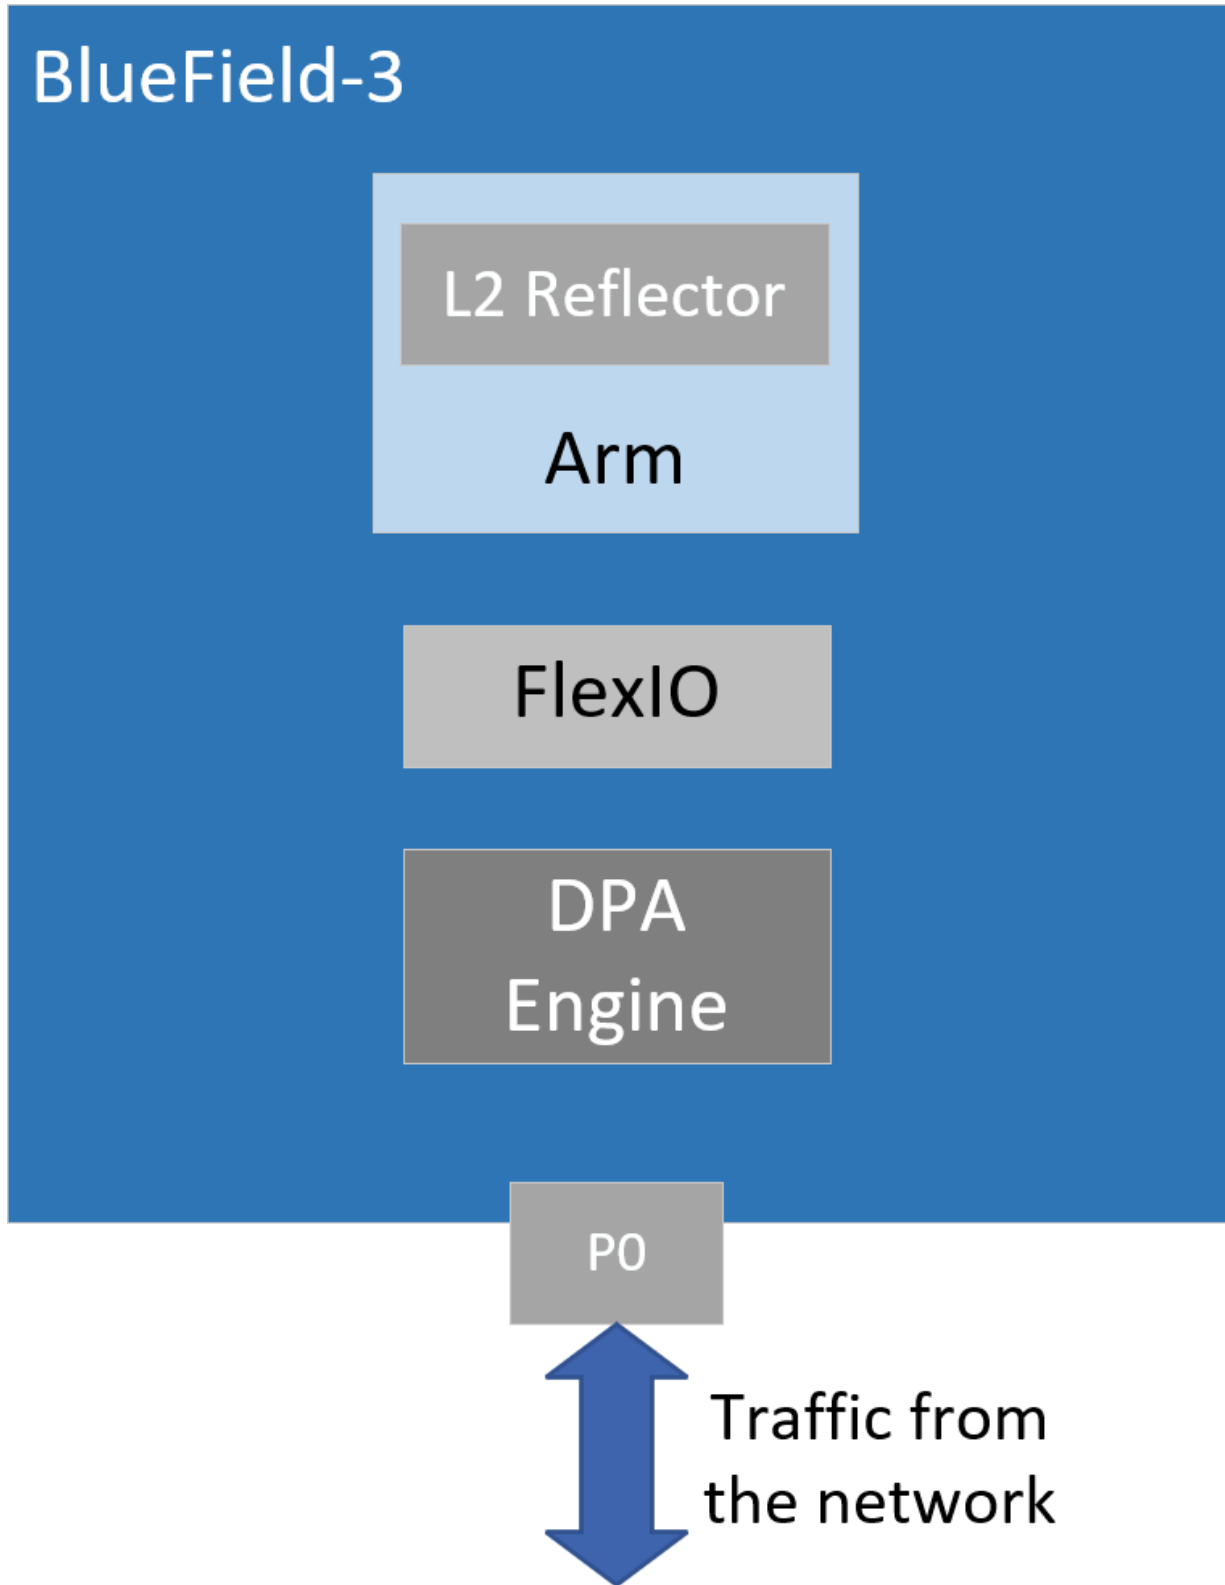 BlueField-3
L2 Reflector
Arm
FlexIO
DPA
Engine
P0
Traffic from
the network